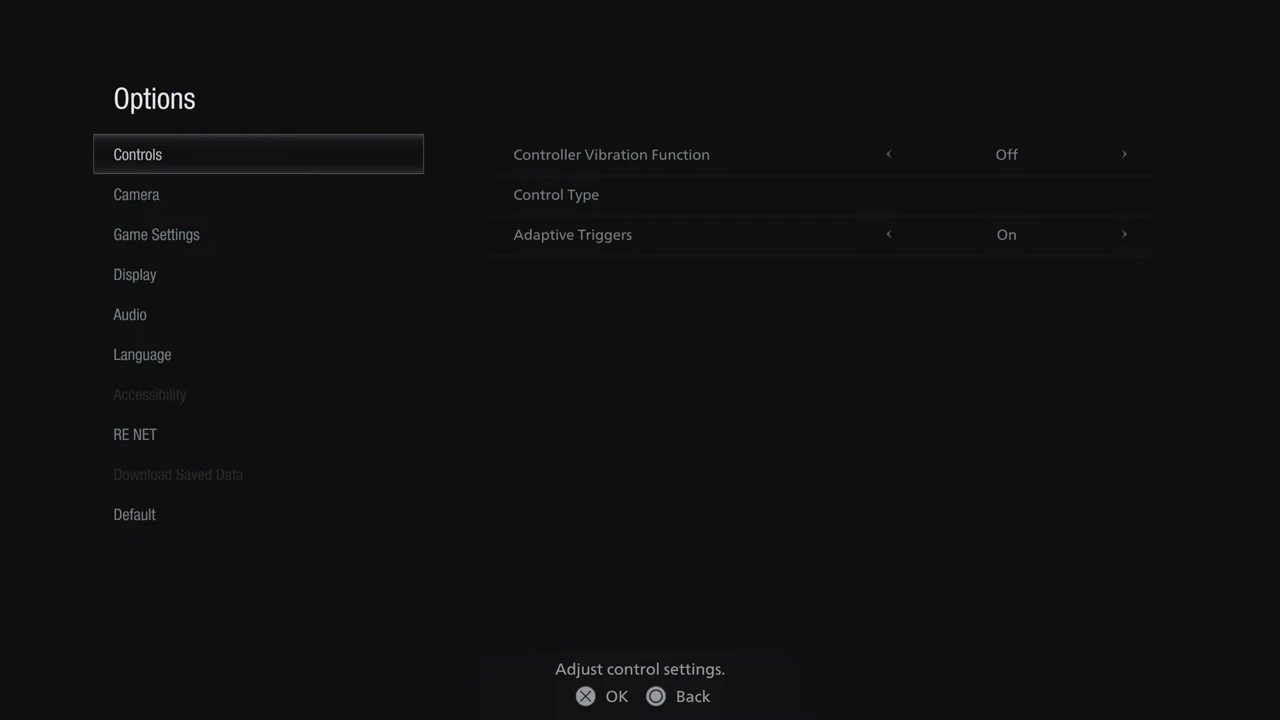 Options
Controls
Camera
Game Settings
Display
Audio
Language
Accessibility
RE NET
Download Saved Data
Default
Controller Vibration Function Off
Control Type
Adaptive Triggers On
Adjust control settings.
OK Back